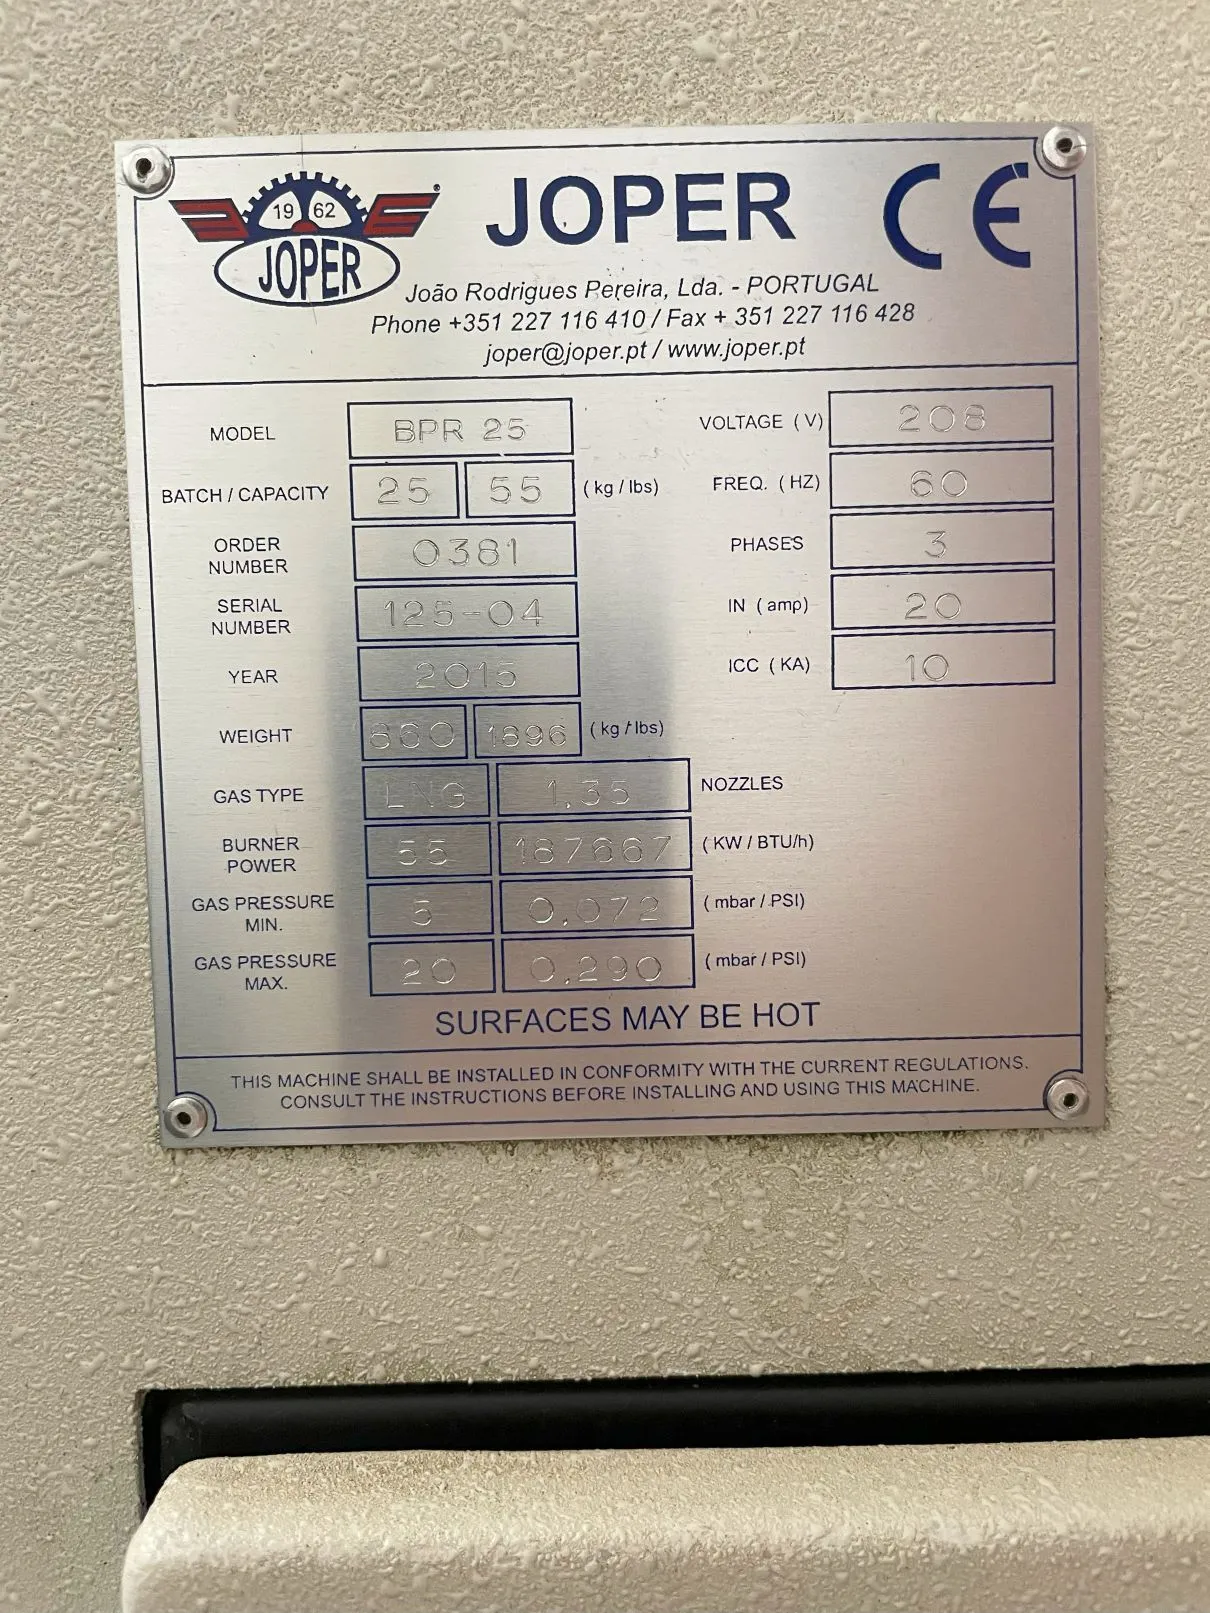 19 62
JOPER
®
JOPER
CE
João Rodrigues Pereira, Lda. - PORTUGAL
Phone +351 227 116 410 / Fax + 351 227 116 428
joper@joper.pt / www.joper.pt
MODEL BPR 25
BATCH / CAPACITY 25 55 (kg / lbs)
ORDER NUMBER 0381
SERIAL NUMBER 125-04
YEAR 2015
WEIGHT 860 1896 (kg / lbs)
GAS TYPE LNG 1,35 NOZZLES
BURNER POWER 55 187667 (KW / BTU/h)
GAS PRESSURE MIN. 5 0,072 (mbar / PSI)
GAS PRESSURE MAX. 20 0,290 (mbar / PSI)
VOLTAGE (V) 208
FREQ. (HZ) 60
PHASES 3
IN (amp) 20
ICC (KA) 10
SURFACES MAY BE HOT
THIS MACHINE SHALL BE INSTALLED IN CONFORMITY WITH THE CURRENT REGULATIONS.
CONSULT THE INSTRUCTIONS BEFORE INSTALLING AND USING THIS MACHINE.